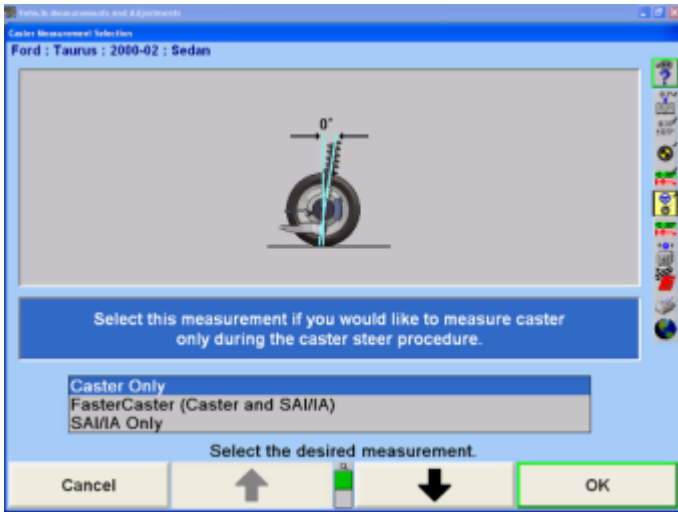 Vehicle Measurements and Adjustments
Caster Measurement Selection
Ford : Taurus : 2000-02 : Sedan
0°
Select this measurement if you would like to measure caster
only during the caster steer procedure.
Caster Only
FasterCaster (Caster and SAI/IA)
SAI/IA Only
Select the desired measurement.
Cancel
OK